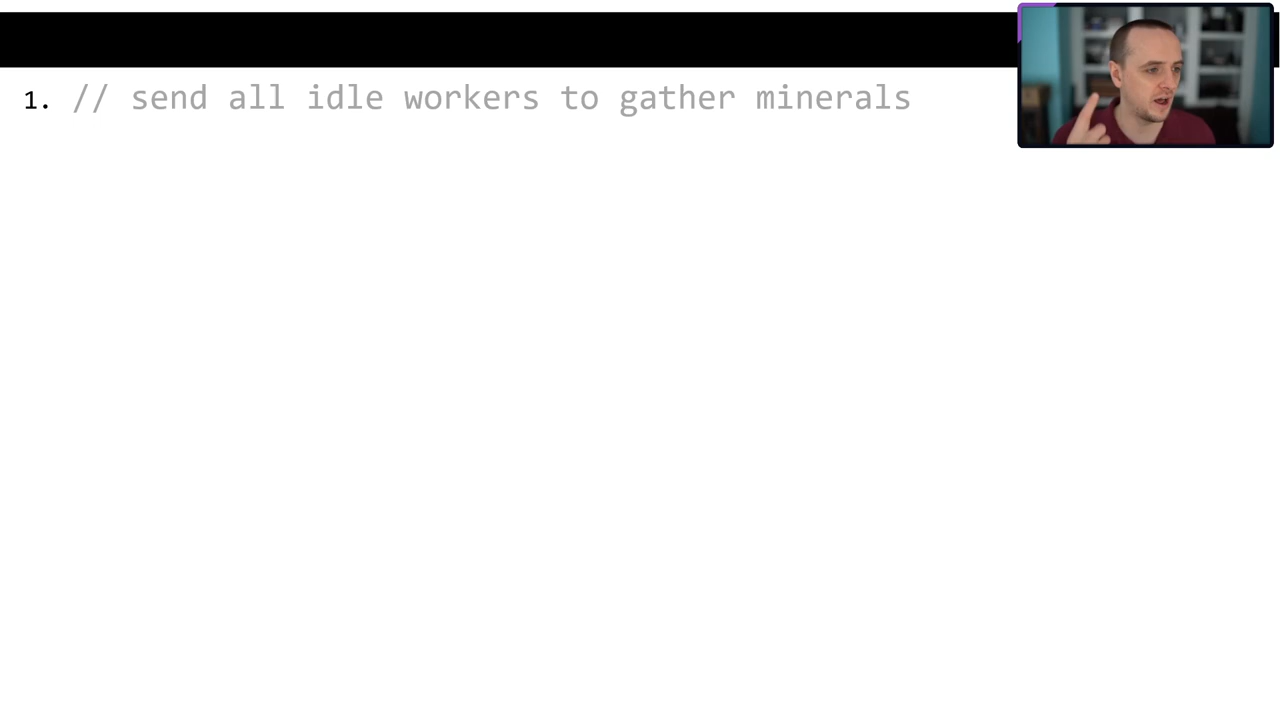 1. // send all idle workers to gather minerals